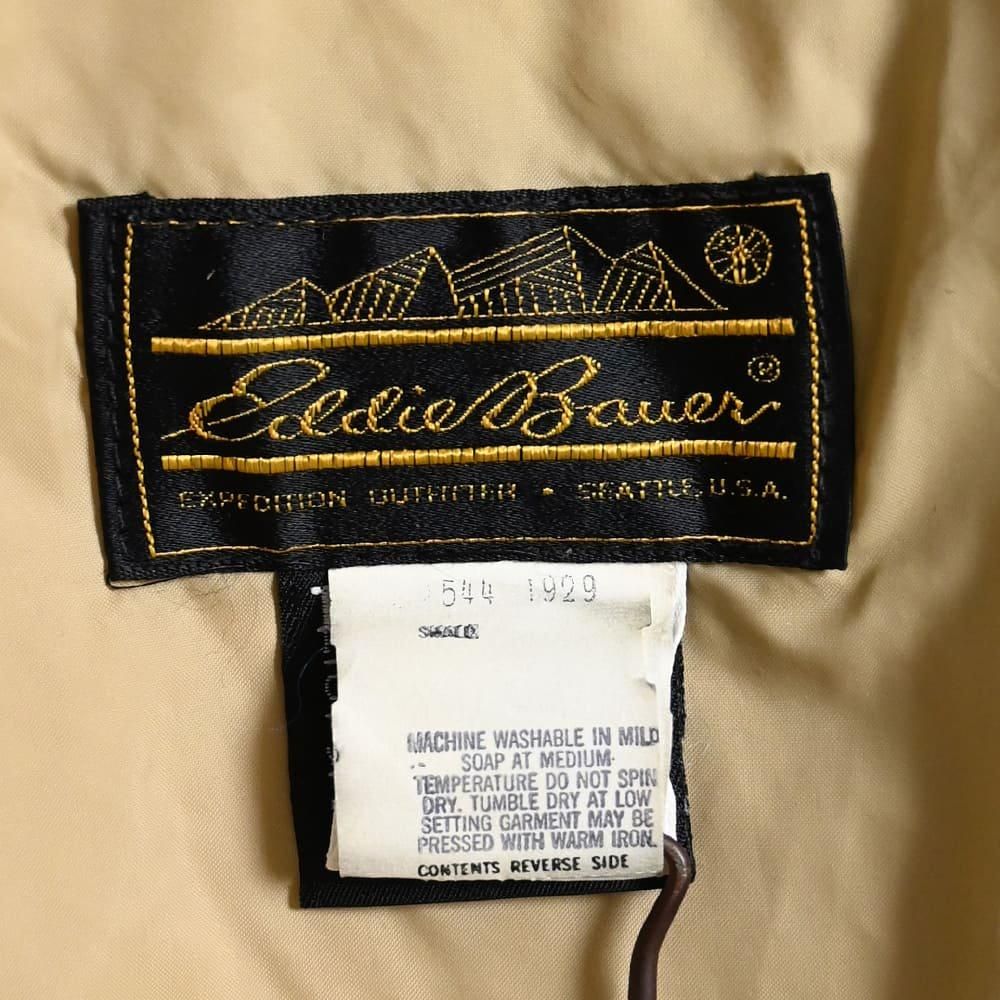 Eddie Bauer ®
EXPEDITION OUTFITTER • SEATTLE, U.S.A.
544 1929
MACHINE WASHABLE IN MILD
SOAP AT MEDIUM
TEMPERATURE DO NOT SPIN
DRY. TUMBLE DRY AT LOW
SETTING GARMENT MAY BE
PRESSED WITH WARM IRON.
CONTENTS REVERSE SIDE